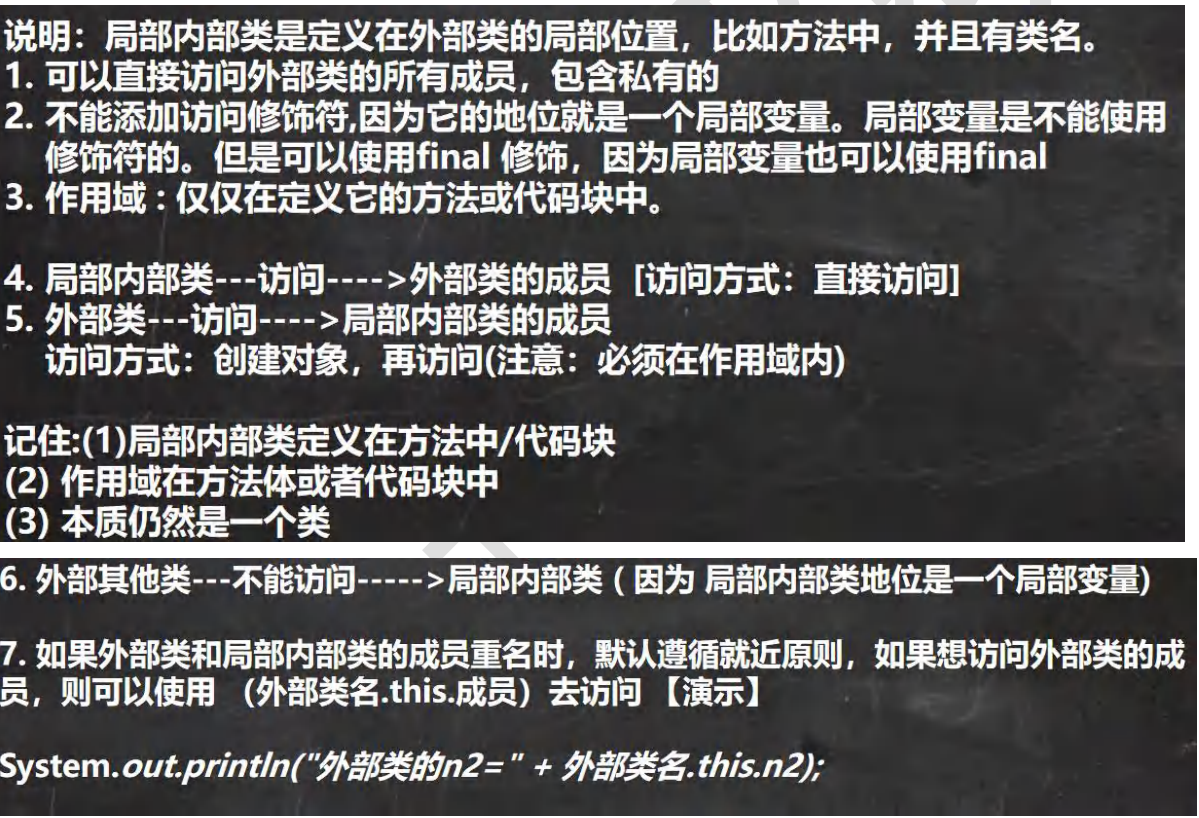 说明：局部内部类是定义在外部类的局部位置，比如方法中，并且有类名。
1. 可以直接访问外部类的所有成员，包含私有的
2. 不能添加访问修饰符,因为它的地位就是一个局部变量。局部变量是不能使用
修饰符的。但是可以使用final 修饰，因为局部变量也可以使用final
3. 作用域 : 仅仅在定义它的方法或代码块中。
4. 局部内部类---访问---->外部类的成员 [访问方式：直接访问]
5. 外部类---访问---->局部内部类的成员
访问方式：创建对象，再访问(注意：必须在作用域内)
记住:(1)局部内部类定义在方法中/代码块
(2) 作用域在方法体或者代码块中
(3) 本质仍然是一个类
6. 外部其他类---不能访问----->局部内部类 ( 因为 局部内部类地位是一个局部变量)
7. 如果外部类和局部内部类的成员重名时，默认遵循就近原则，如果想访问外部类的成
员，则可以使用 （外部类名.this.成员）去访问 【演示】
System.out.println("外部类的n2=" + 外部类名.this.n2);